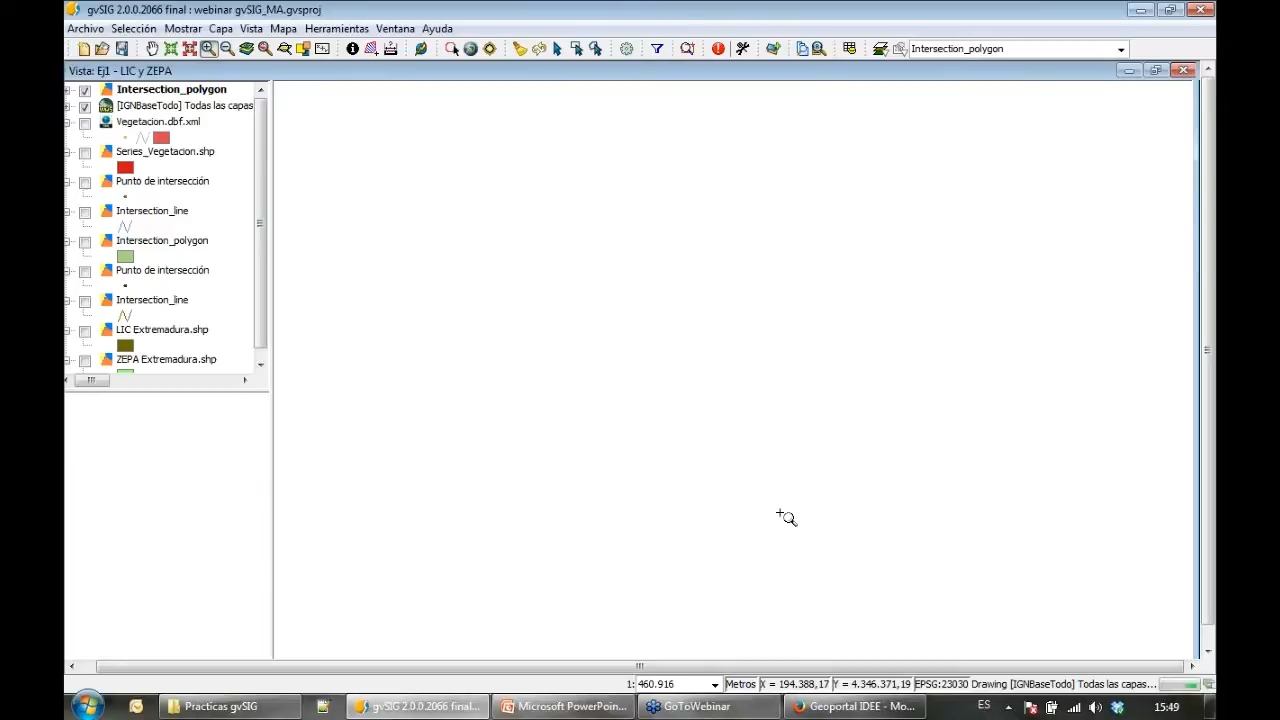 gvSIG 2.0.0.2066 final : webinar gvSIG_MA.gvsproj
Archivo Selección Mostrar Capa Vista Mapa Herramientas Ventana Ayuda
Intersection_polygon
Vista: Ej1 - LIC y ZEPA
Intersection_polygon
[IGNBaseTodo] Todas las capas
Vegetacion.dbf.xml
Series_Vegetacion.shp
Punto de intersección
Intersection_line
Intersection_polygon
Punto de intersección
Intersection_line
LIC Extremadura.shp
ZEPA Extremadura.shp
1: 460.916 Metros X = 194.388,17 Y = 4.346.371,19 EPSG:23030 Drawing [IGNBaseTodo] Todas las capas...
Practicas gvSIG gvSIG 2.0.0.2066 final... Microsoft PowerPoin... GoToWebinar Geoportal IDEE - Mo... ES 15:49